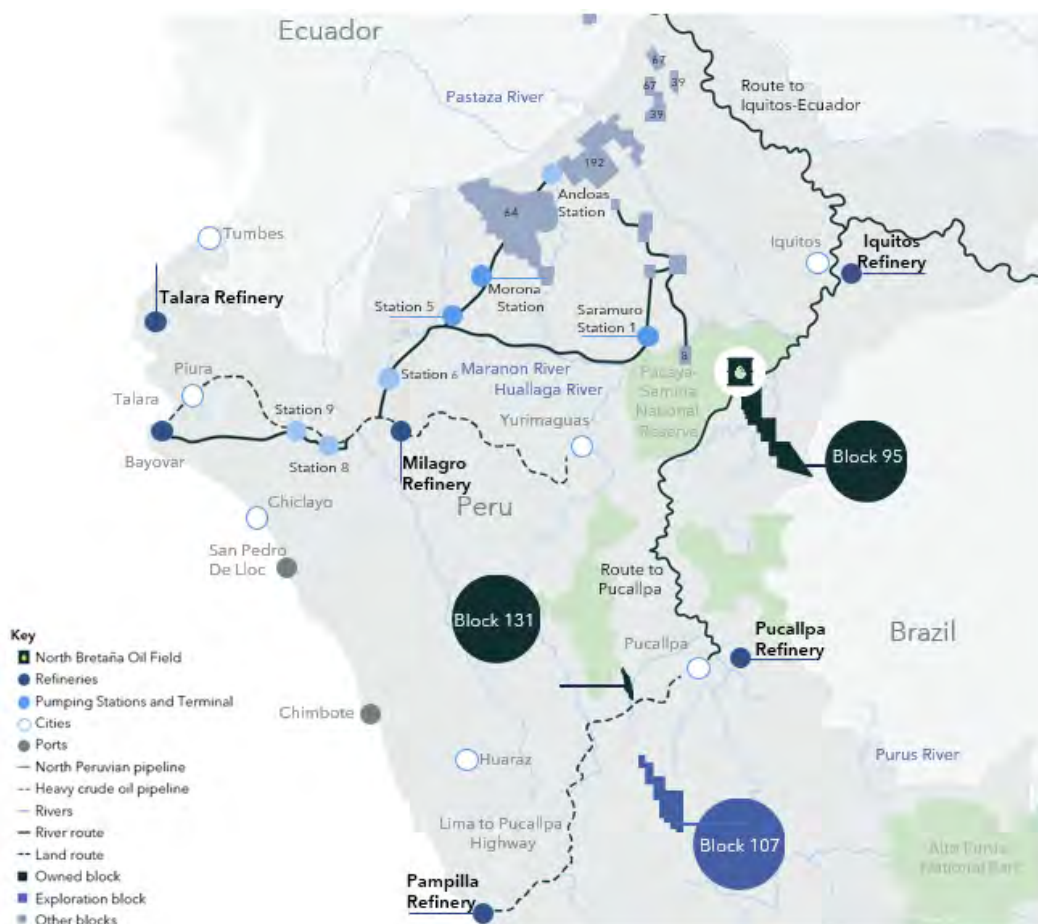 Ecuador
Pastaza River
67
67
39
39
Route to
Iquitos-Ecuador
192
64
Andoas
Station
Tumbes
Iquitos
Iquitos
Refinery
Talara Refinery
Morona
Station
Station 5
Saramuro
Station 1
8
Maranon River
Huallaga River
Pacaya-
Samiria
National
Reserve
Piura
Talara
Station 6
Station 9
Yurimaguas
Bayovar
Station 8
Milagro
Refinery
Block 95
Peru
Chiclayo
San Pedro
De Lloc
Route to
Pucallpa
Block 131
Pucallpa
Pucallpa
Refinery
Brazil
Chimbote
Huaraz
Purus River
Lima to Pucallpa
Highway
Block 107
Alto Purus
National Park
Pampilla
Refinery
Key
North Bretaña Oil Field
Refineries
Pumping Stations and Terminal
Cities
Ports
North Peruvian pipeline
Heavy crude oil pipeline
Rivers
River route
Land route
Owned block
Exploration block
Other blocks